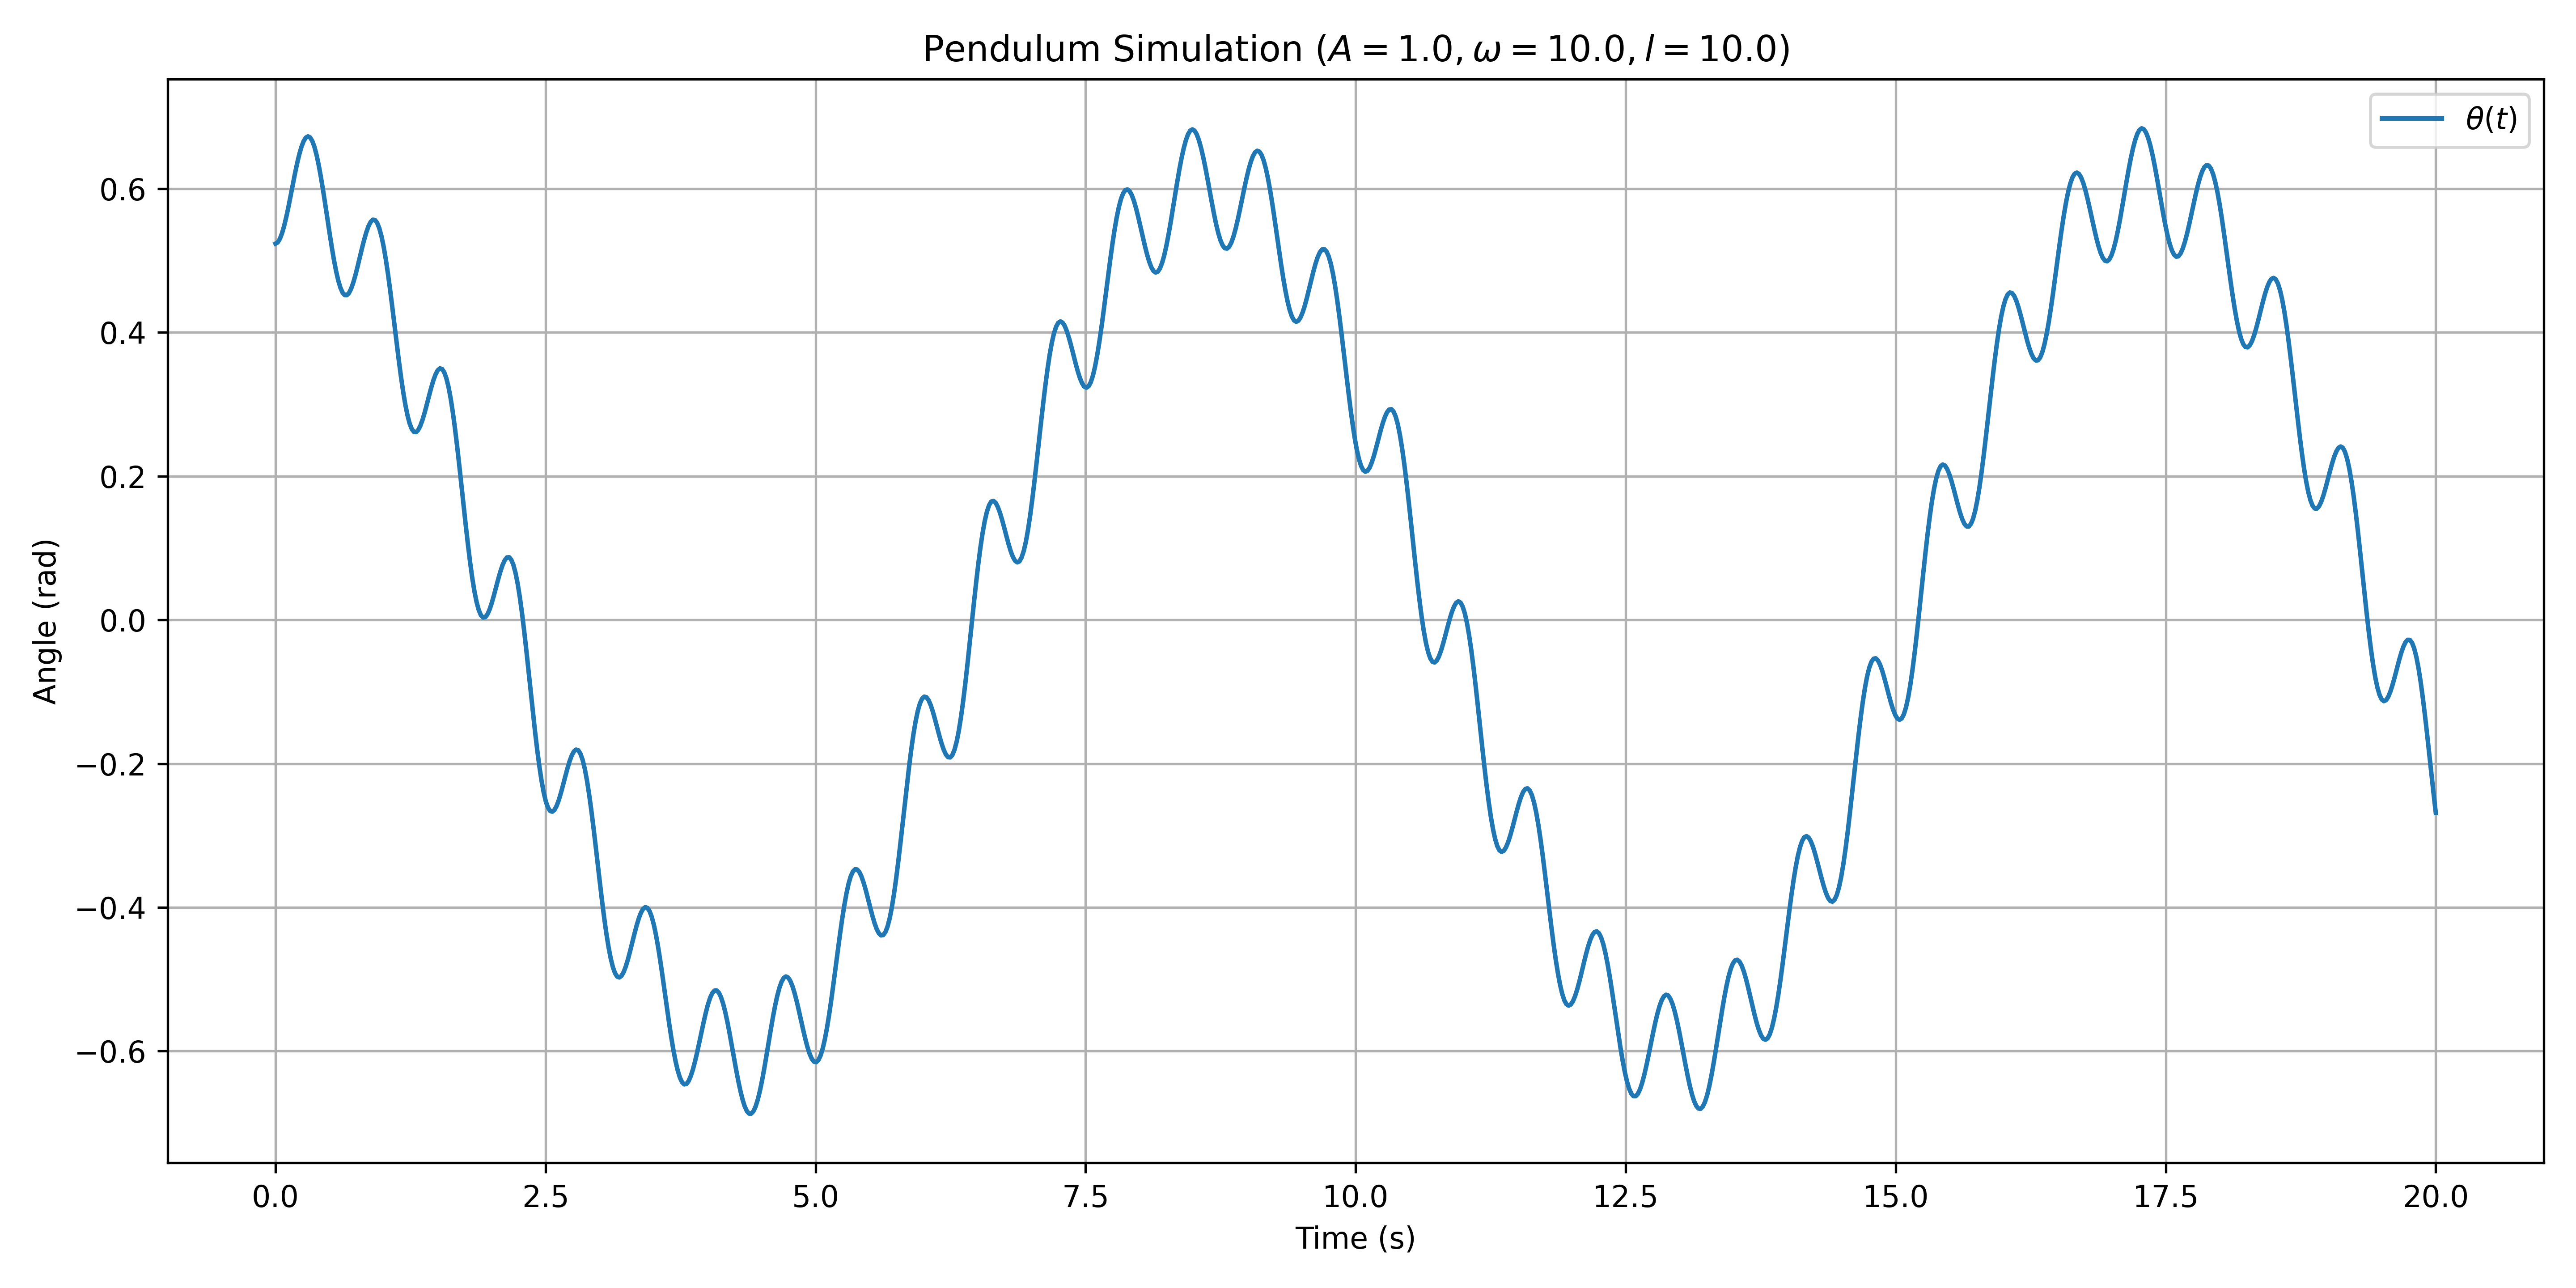 Pendulum Simulation (A = 1.0, ω = 10.0, l = 10.0)
θ(t)
Angle (rad)
0.6
0.4
0.2
0.0
−0.2
−0.4
−0.6
0.0 2.5 5.0 7.5 10.0 12.5 15.0 17.5 20.0
Time (s)